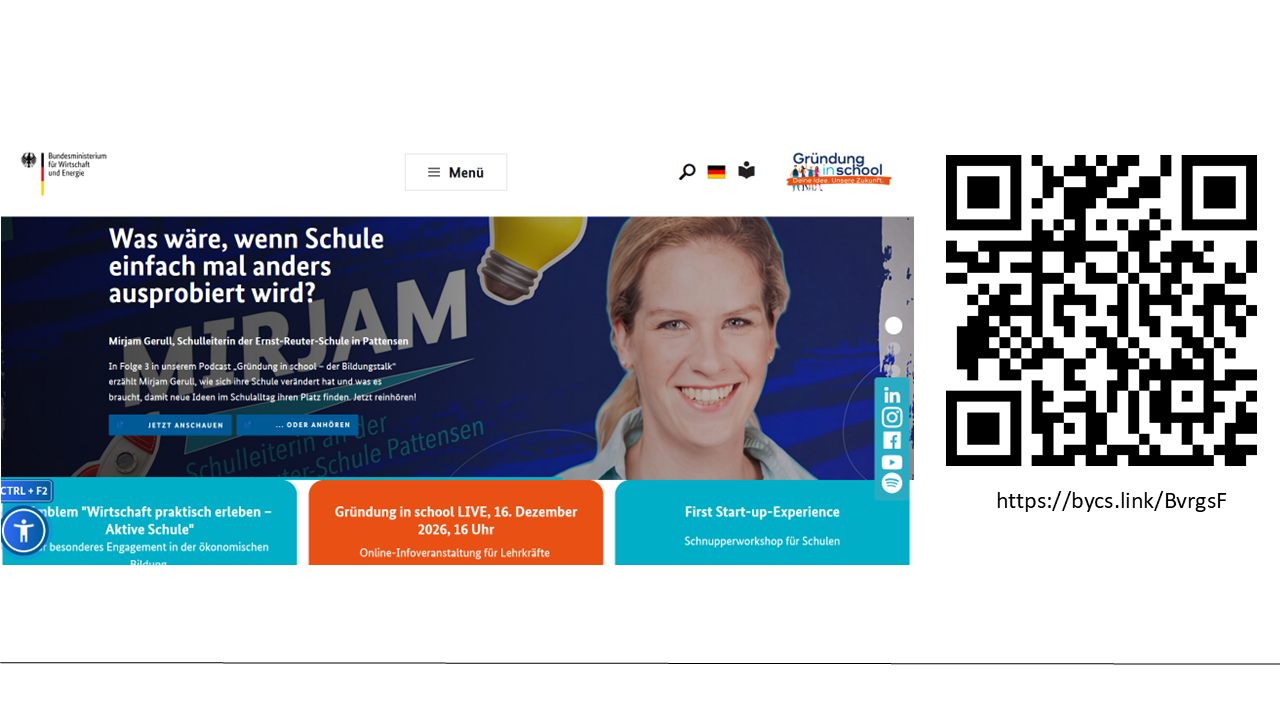 Bundesministerium
für Wirtschaft
und Energie
Menü
Gründung
in school
Deine Idee. Unsere Zukunft.
Was wäre, wenn Schule
einfach mal anders
ausprobiert wird?
MIRJAM
Mirjam Gerull, Schulleiterin der Ernst-Reuter-Schule in Pattensen
In Folge 3 in unserem Podcast „Gründung in school – der Bildungstalk“
erzählt Mirjam Gerull, wie sich ihre Schule verändert hat und was es
braucht, damit neue Ideen im Schulalltag ihren Platz finden. Jetzt reinhören!
JETZT ANSCHAUEN
... ODER ANHÖREN
Schulleiterin an der
uter-Schule Pattensen
CTRL + F2
mblem "Wirtschaft praktisch erleben –
Aktive Schule"
besonderes Engagement in der ökonomischen
Bildung
Gründung in school LIVE, 16. Dezember
2026, 16 Uhr
Online-Infoveranstaltung für Lehrkräfte
First Start-up-Experience
Schnupperworkshop für Schulen
in
https://bycs.link/BvrgsF